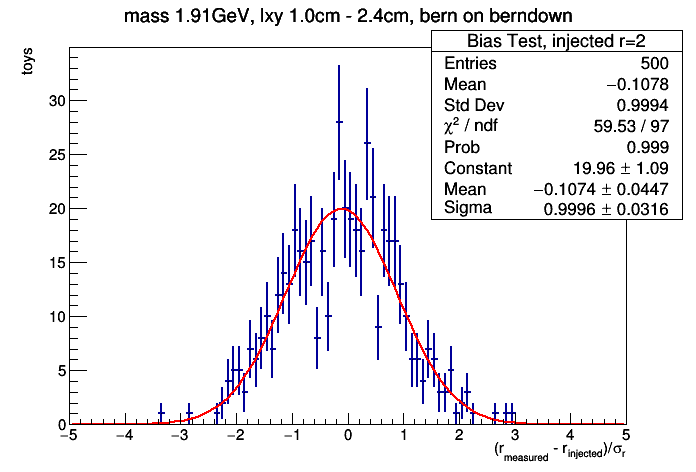 mass 1.91GeV, lxy 1.0cm - 2.4cm, bern on berndown
Bias Test, injected r=2
Entries 500
Mean −0.1078
Std Dev 0.9994
χ² / ndf 59.53 / 97
Prob 0.999
Constant 19.96 ± 1.09
Mean −0.1074 ± 0.0447
Sigma 0.9996 ± 0.0316
toys
30
25
20
15
10
5
0
−5 −4 −3 −2 −1 0 1 2 3 4 5
(r_measured - r_injected)/σ_r